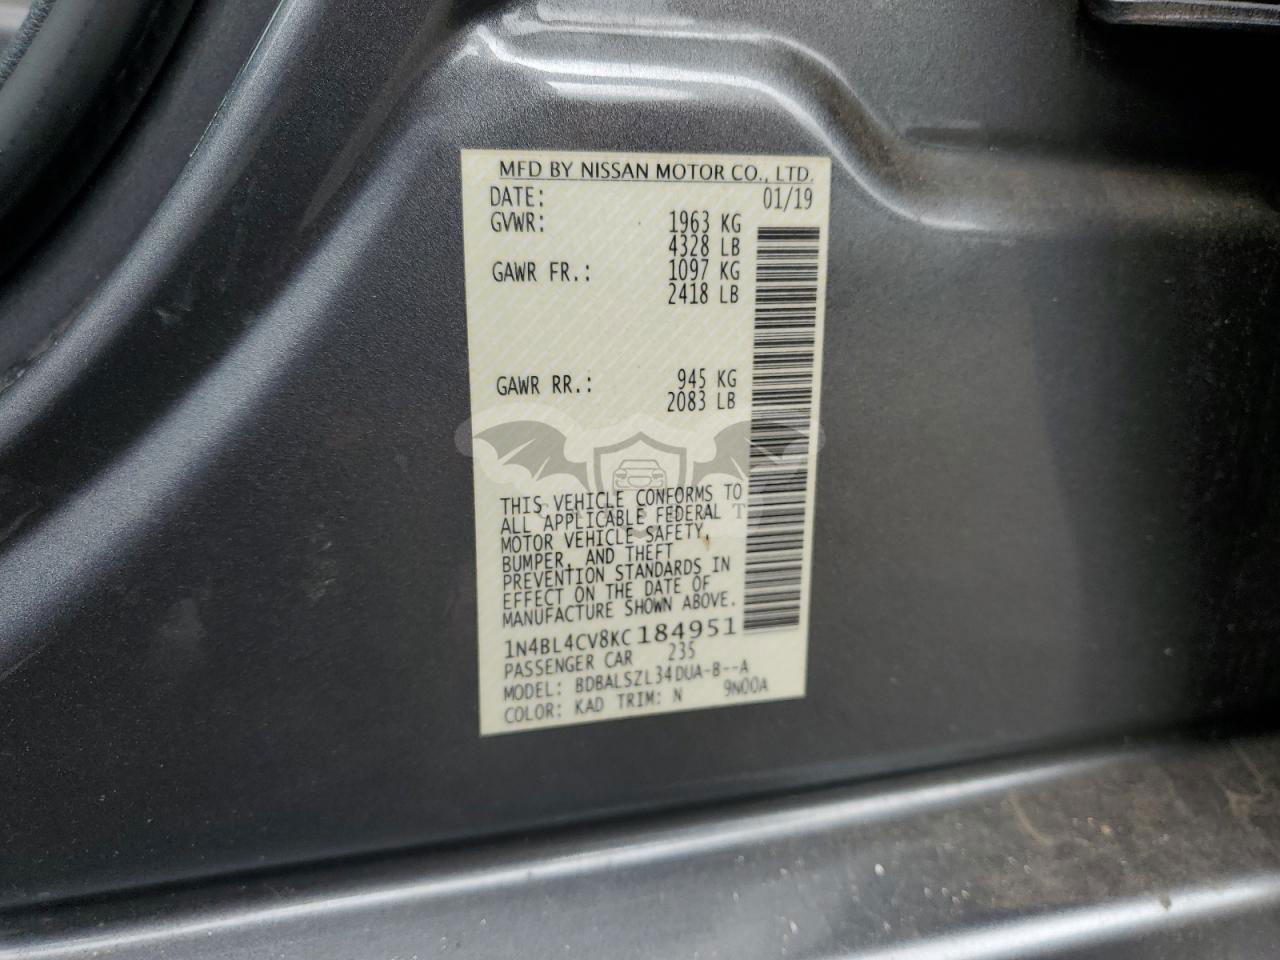 MFD BY NISSAN MOTOR CO., LTD.
DATE: 01/19
GVWR: 1963 KG
4328 LB
GAWR FR.: 1097 KG
2418 LB
GAWR RR.: 945 KG
2083 LB
THIS VEHICLE CONFORMS TO
ALL APPLICABLE FEDERAL
MOTOR VEHICLE SAFETY,
BUMPER, AND THEFT
PREVENTION STANDARDS IN
EFFECT ON THE DATE OF
MANUFACTURE SHOWN ABOVE.
1N4BL4CV8KC184951
PASSENGER CAR 235
MODEL: BDBALSZL34DUA-B--A
COLOR: KAD TRIM: N 9N00A